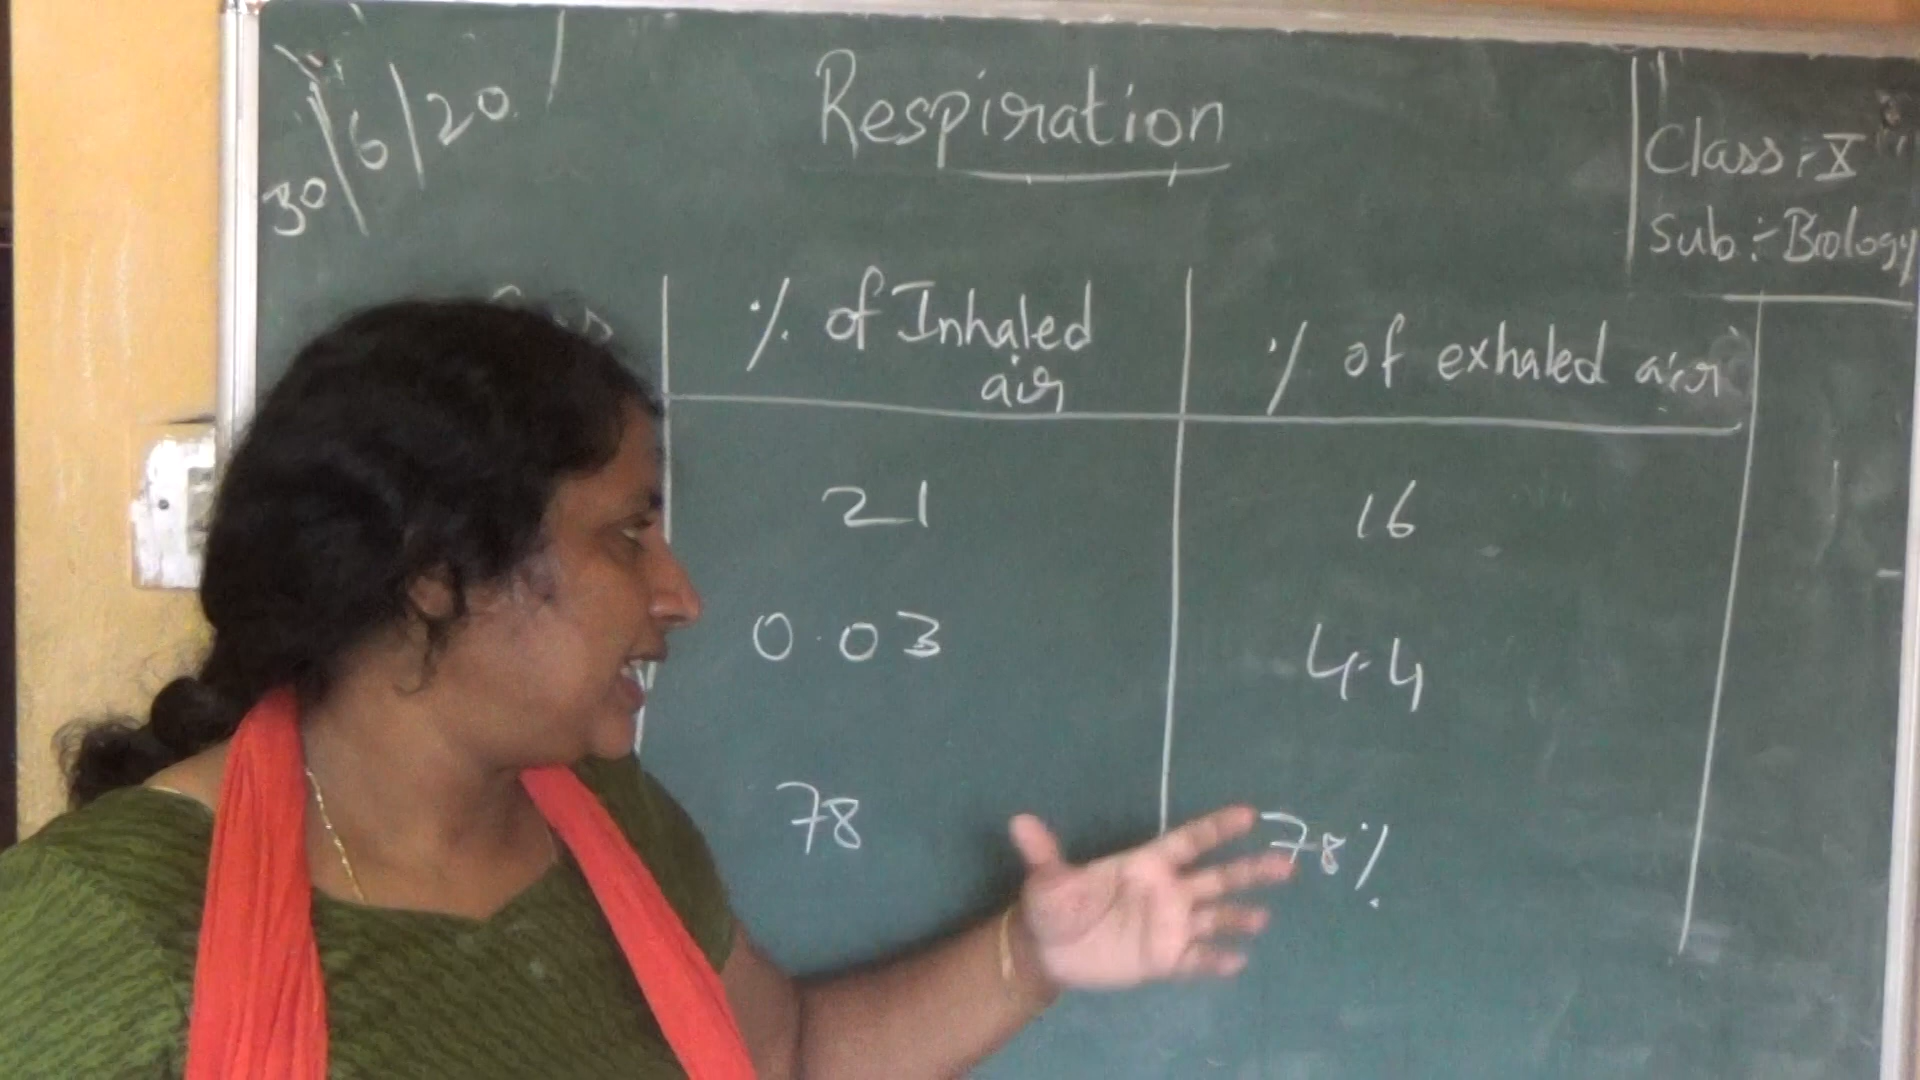 30/6/20
Respiration
Class :- X
Sub :- Biology
Gas
% of Inhaled
air
% of exhaled air
21
16
0.03
4.4
78
78%